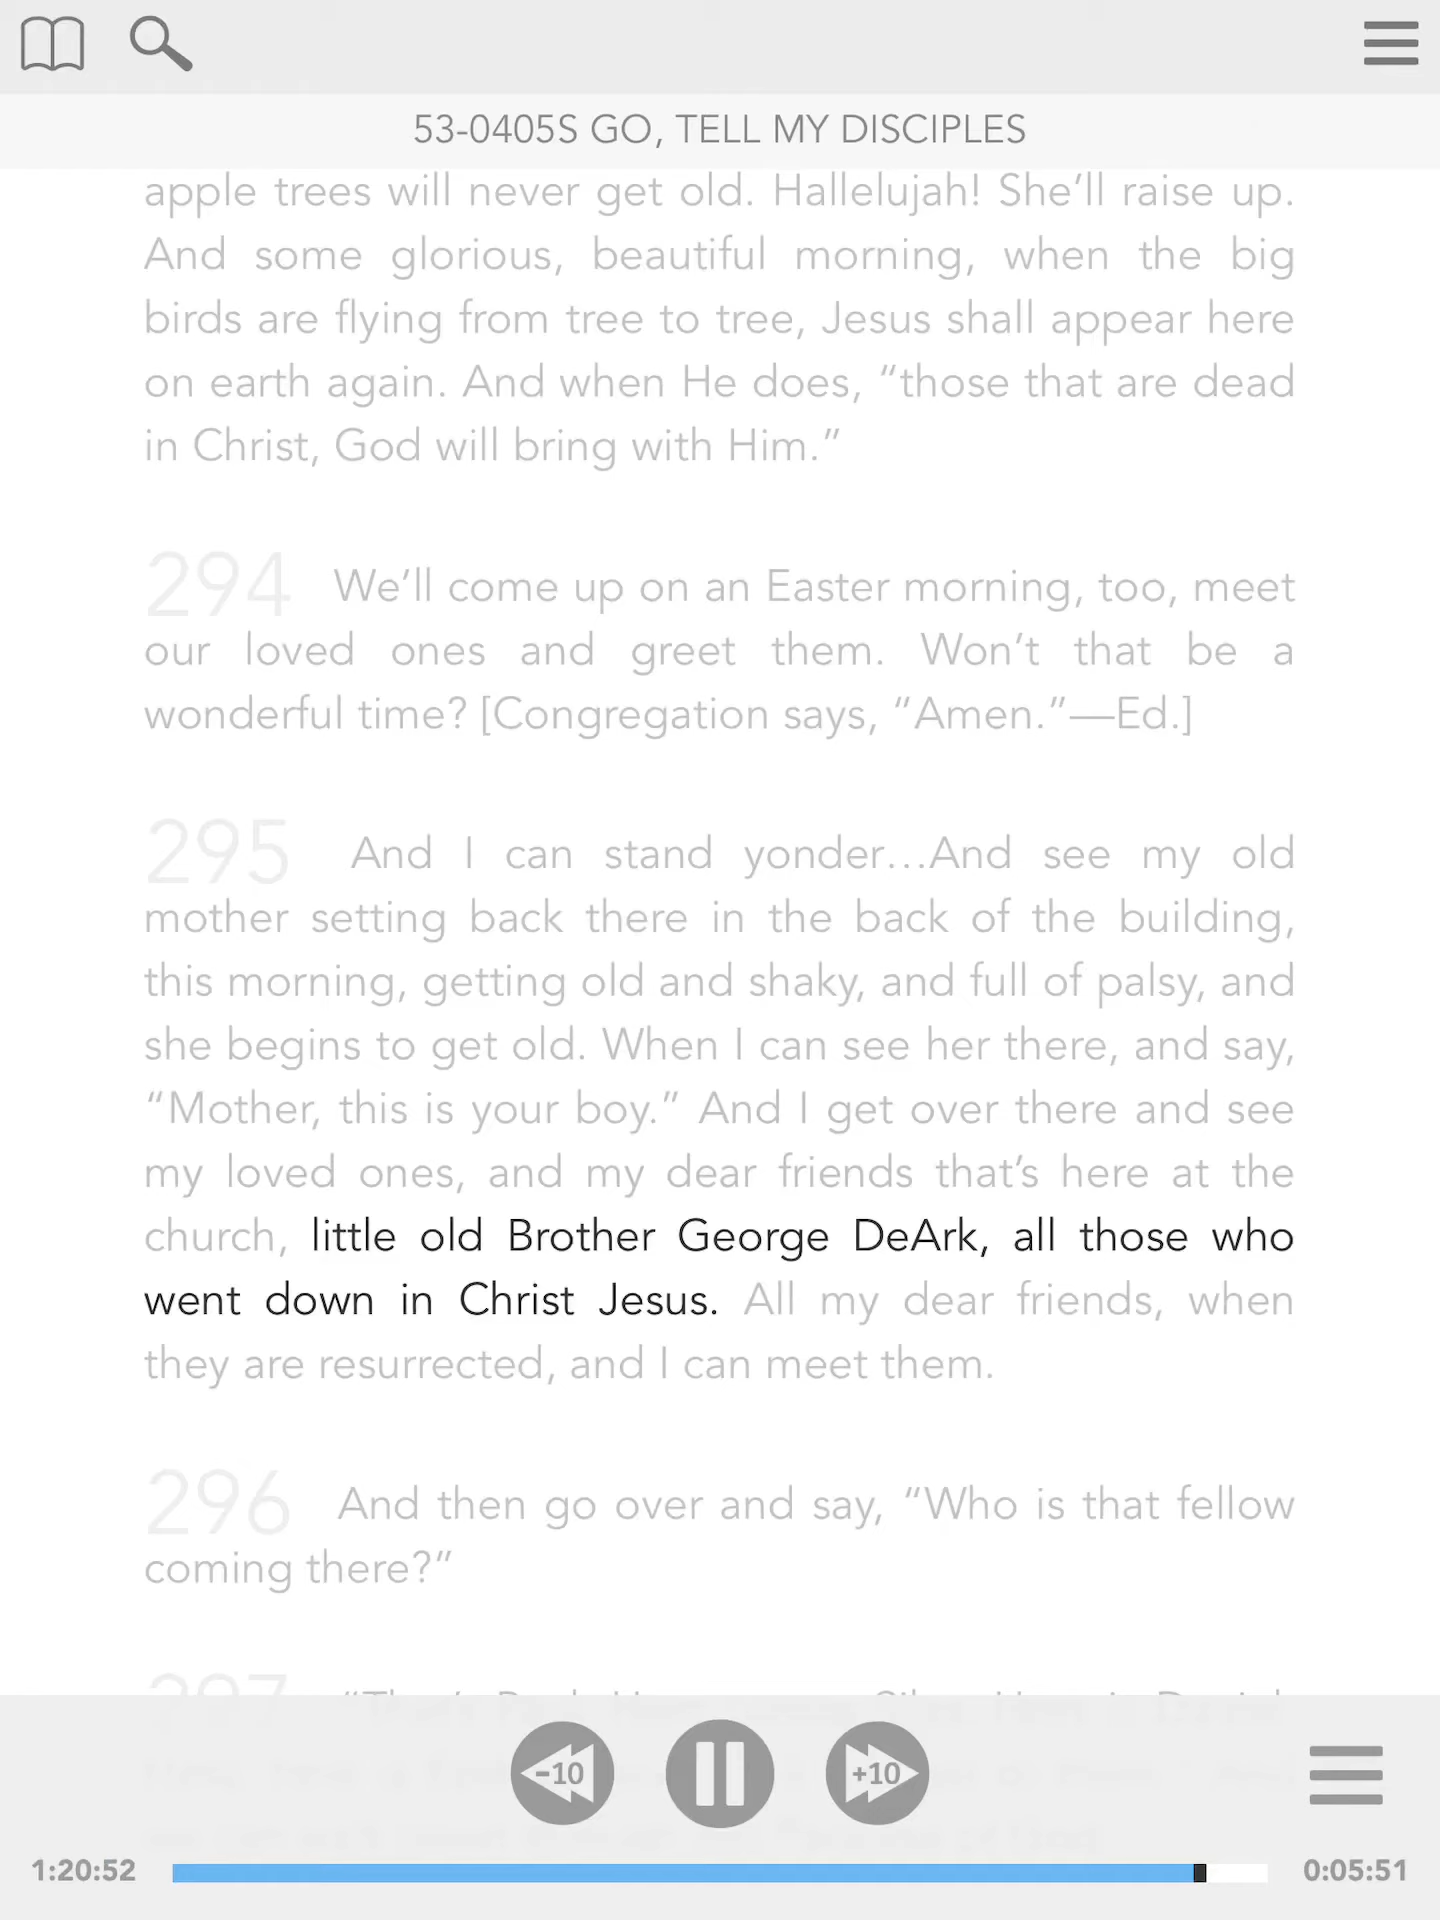 53-0405S GO, TELL MY DISCIPLES
apple trees will never get old. Hallelujah! She’ll raise up.
And some glorious, beautiful morning, when the big
birds are flying from tree to tree, Jesus shall appear here
on earth again. And when He does, “those that are dead
in Christ, God will bring with Him.”
294 We’ll come up on an Easter morning, too, meet
our loved ones and greet them. Won’t that be a
wonderful time? [Congregation says, “Amen.”—Ed.]
295 And I can stand yonder…And see my old
mother setting back there in the back of the building,
this morning, getting old and shaky, and full of palsy, and
she begins to get old. When I can see her there, and say,
“Mother, this is your boy.” And I get over there and see
my loved ones, and my dear friends that’s here at the
church, little old Brother George DeArk, all those who
went down in Christ Jesus. All my dear friends, when
they are resurrected, and I can meet them.
296 And then go over and say, “Who is that fellow
coming there?”
297
-10 +10
1:20:52 0:05:51